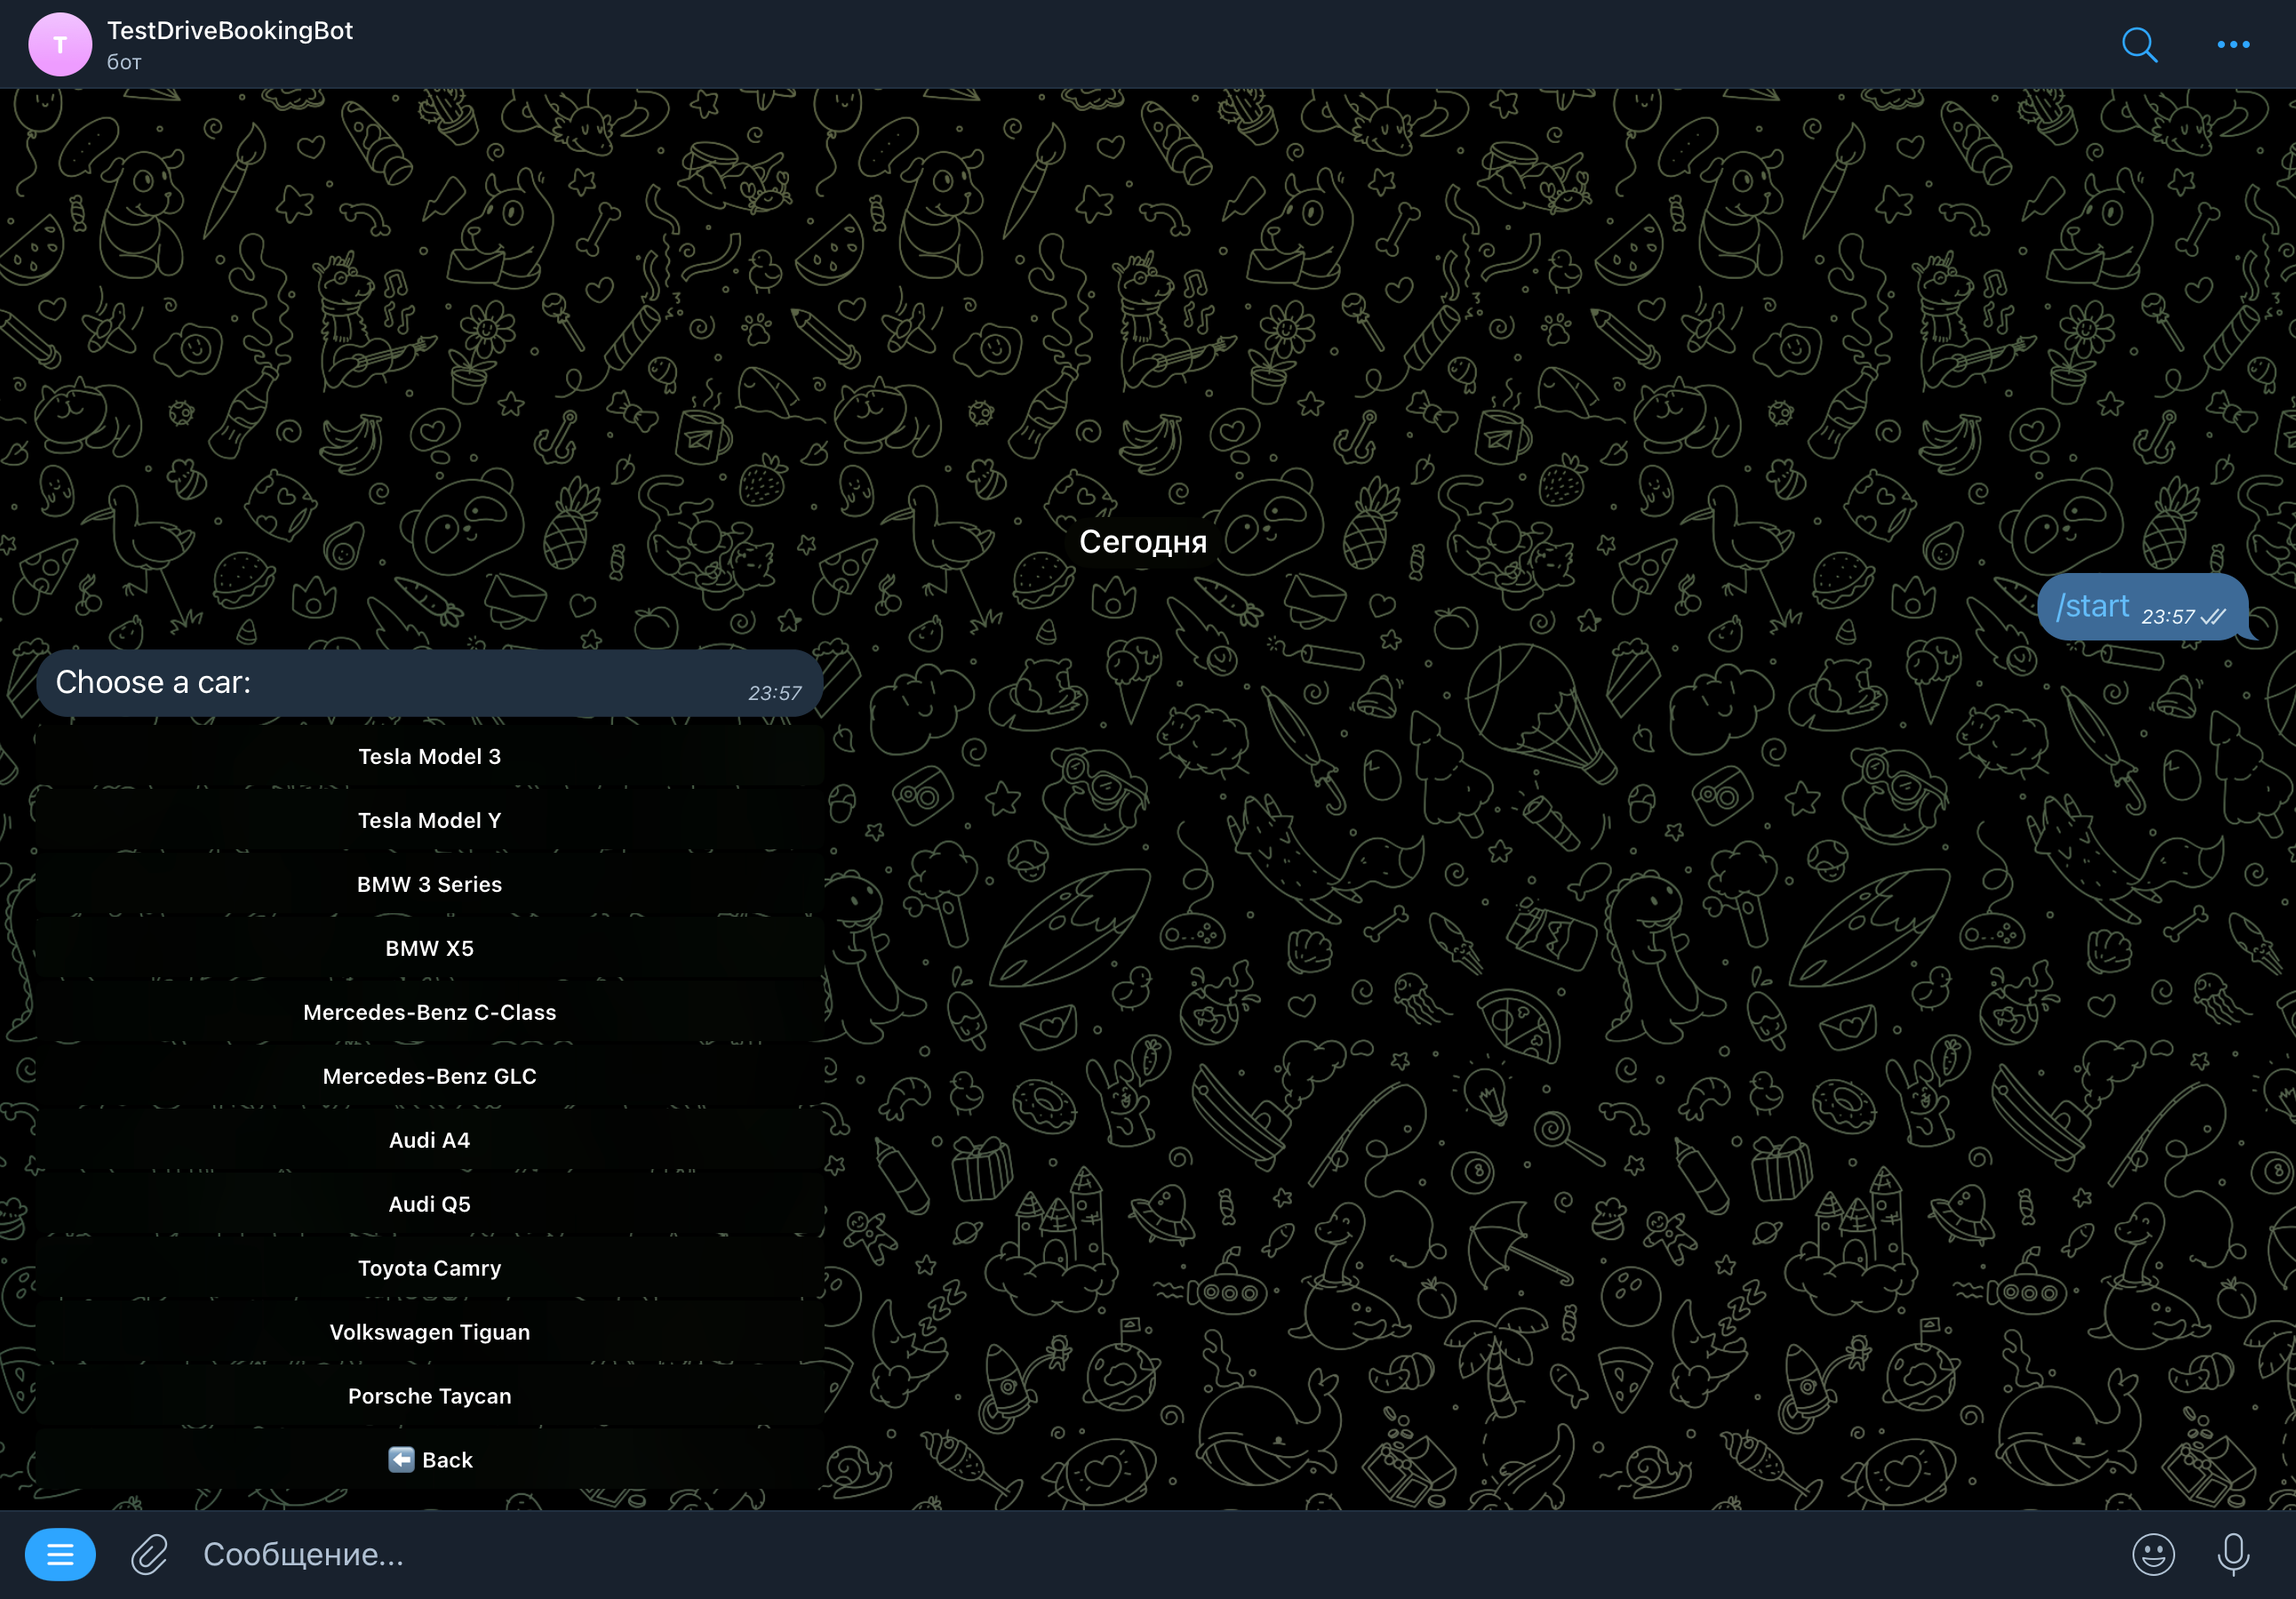 T
TestDriveBookingBot
бот
Сегодня
/start 23:57
Choose a car:
23:57
Tesla Model 3
Tesla Model Y
BMW 3 Series
BMW X5
Mercedes-Benz C-Class
Mercedes-Benz GLC
Audi A4
Audi Q5
Toyota Camry
Volkswagen Tiguan
Porsche Taycan
Back
Сообщение...